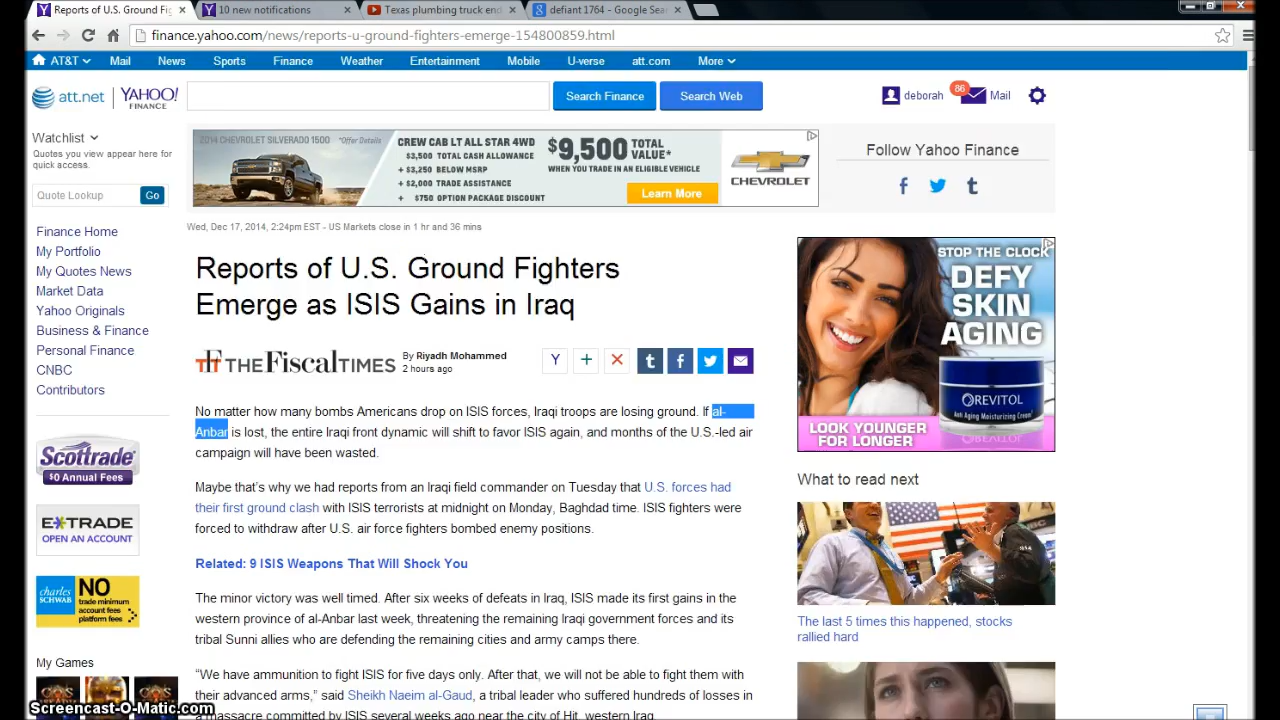 Reports of U.S. Ground Fi
10 new notifications
Texas plumbing truck end
defiant 1764 - Google Sea
finance.yahoo.com/news/reports-u-ground-fighters-emerge-154800859.html
AT&T Mail News Sports Finance Weather Entertainment Mobile U-verse att.com More
att.net | YAHOO! FINANCE
Search Finance
Search Web
deborah
86
Mail
Watchlist
Quotes you view appear here for
quick access.
Quote Lookup
Go
2014 CHEVROLET SILVERADO 1500 *Offer Details
CREW CAB LT ALL STAR 4WD
$3,500 TOTAL CASH ALLOWANCE
+ $3,250 BELOW MSRP
+ $2,000 TRADE ASSISTANCE
+ $750 OPTION PACKAGE DISCOUNT
$9,500 TOTAL VALUE*
WHEN YOU TRADE IN AN ELIGIBLE VEHICLE
Learn More
CHEVROLET
Follow Yahoo Finance
Finance Home
My Portfolio
My Quotes News
Market Data
Yahoo Originals
Business & Finance
Personal Finance
CNBC
Contributors
Scottrade
$0 Annual Fees
E*TRADE
OPEN AN ACCOUNT
charles
SCHWAB
NO
trade minimum
account fees
platform fees
My Games
Wed, Dec 17, 2014, 2:24pm EST - US Markets close in 1 hr and 36 mins
Reports of U.S. Ground Fighters
Emerge as ISIS Gains in Iraq
THE FISCAL TIMES
By Riyadh Mohammed
2 hours ago
No matter how many bombs Americans drop on ISIS forces, Iraqi troops are losing ground. If al-
Anbar is lost, the entire Iraqi front dynamic will shift to favor ISIS again, and months of the U.S.-led air
campaign will have been wasted.
Maybe that's why we had reports from an Iraqi field commander on Tuesday that U.S. forces had
their first ground clash with ISIS terrorists at midnight on Monday, Baghdad time. ISIS fighters were
forced to withdraw after U.S. air force fighters bombed enemy positions.
Related: 9 ISIS Weapons That Will Shock You
The minor victory was well timed. After six weeks of defeats in Iraq, ISIS made its first gains in the
western province of al-Anbar last week, threatening the remaining Iraqi government forces and its
tribal Sunni allies who are defending the remaining cities and army camps there.
“We have ammunition to fight ISIS for five days only. After that, we will not be able to fight them with
their advanced arms,” said Sheikh Naeim al-Gaud, a tribal leader who suffered hundreds of losses in
a massacre committed by ISIS several weeks ago near the city of Hit, western Iraq.
STOP THE CLOCK
DEFY
SKIN
AGING
REVITOL
Anti Aging Moisturizing Cream
LOOK YOUNGER
FOR LONGER
What to read next
The last 5 times this happened, stocks
rallied hard
Screencast-O-Matic.com